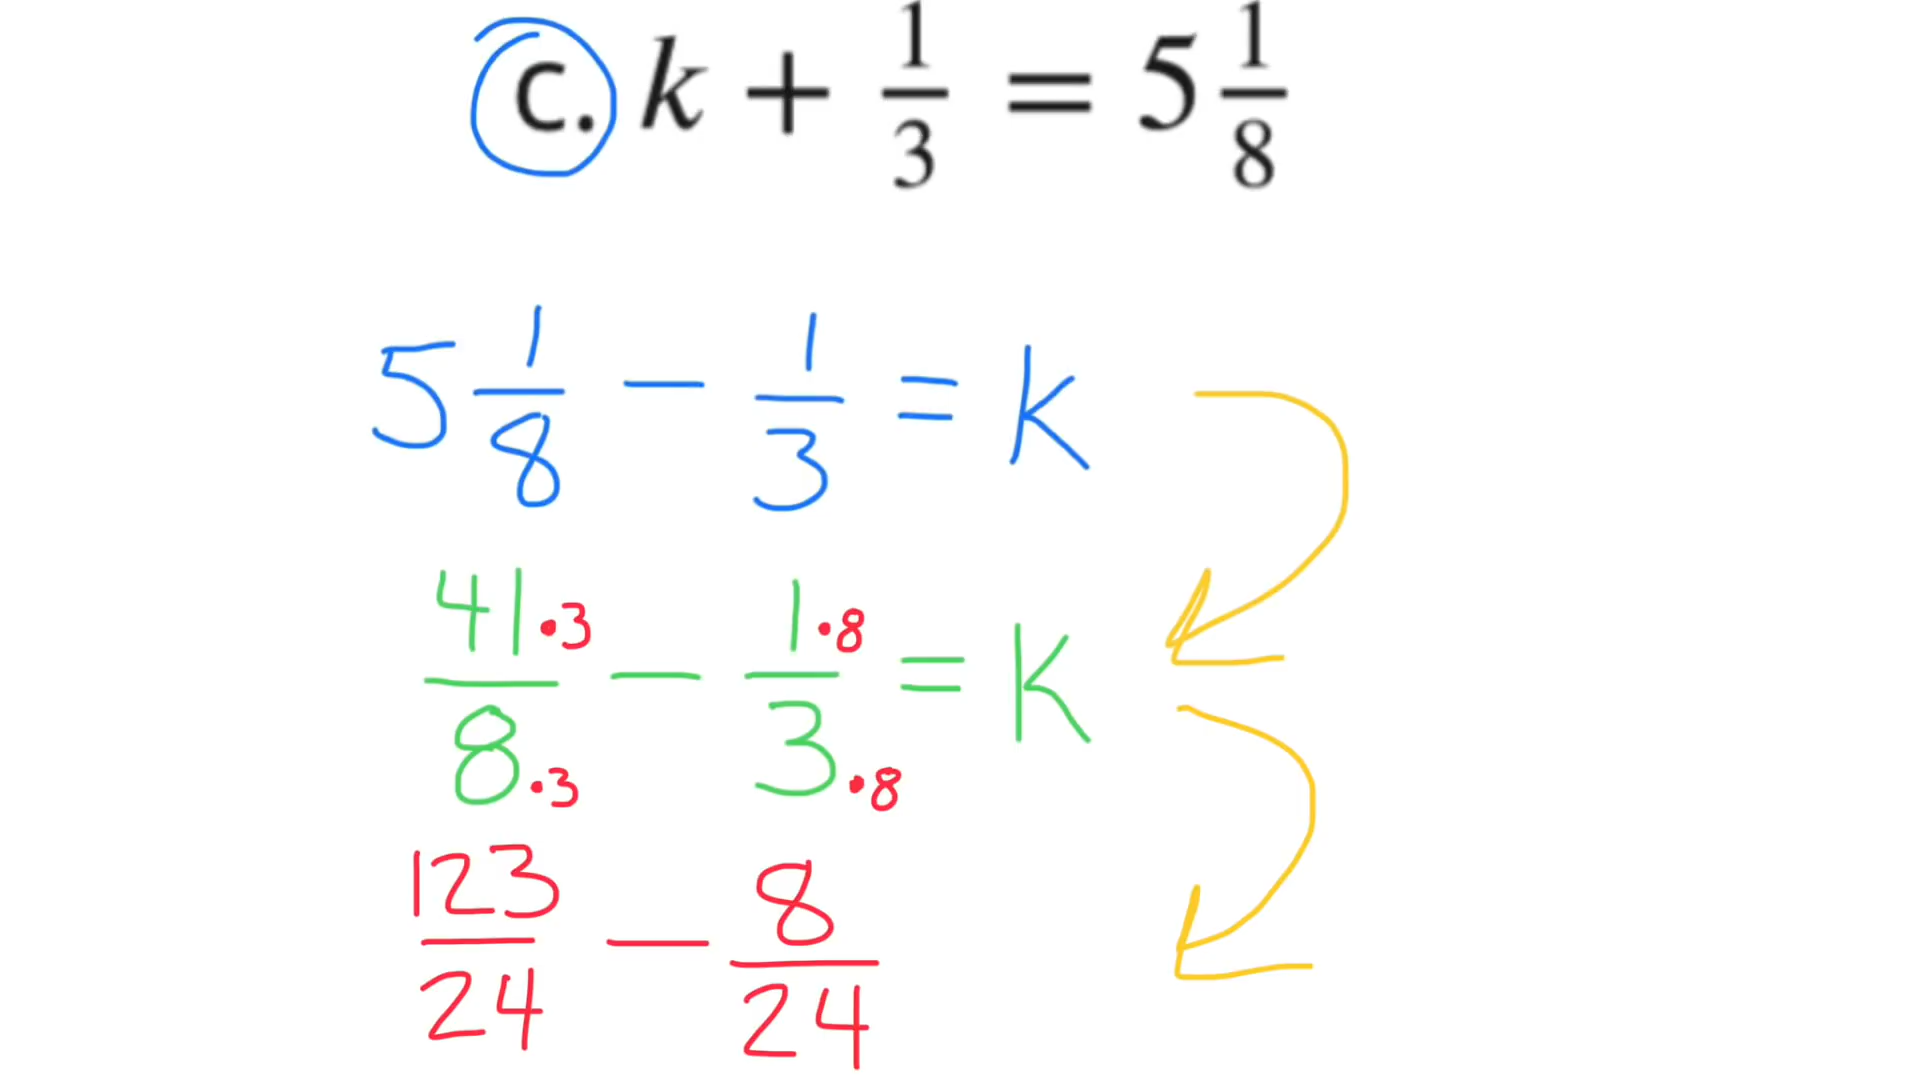 c. k + 1/3 = 5 1/8
5 1/8 − 1/3 = K
41·3/8·3 − 1·8/3·8 = K
123/24 − 8/24